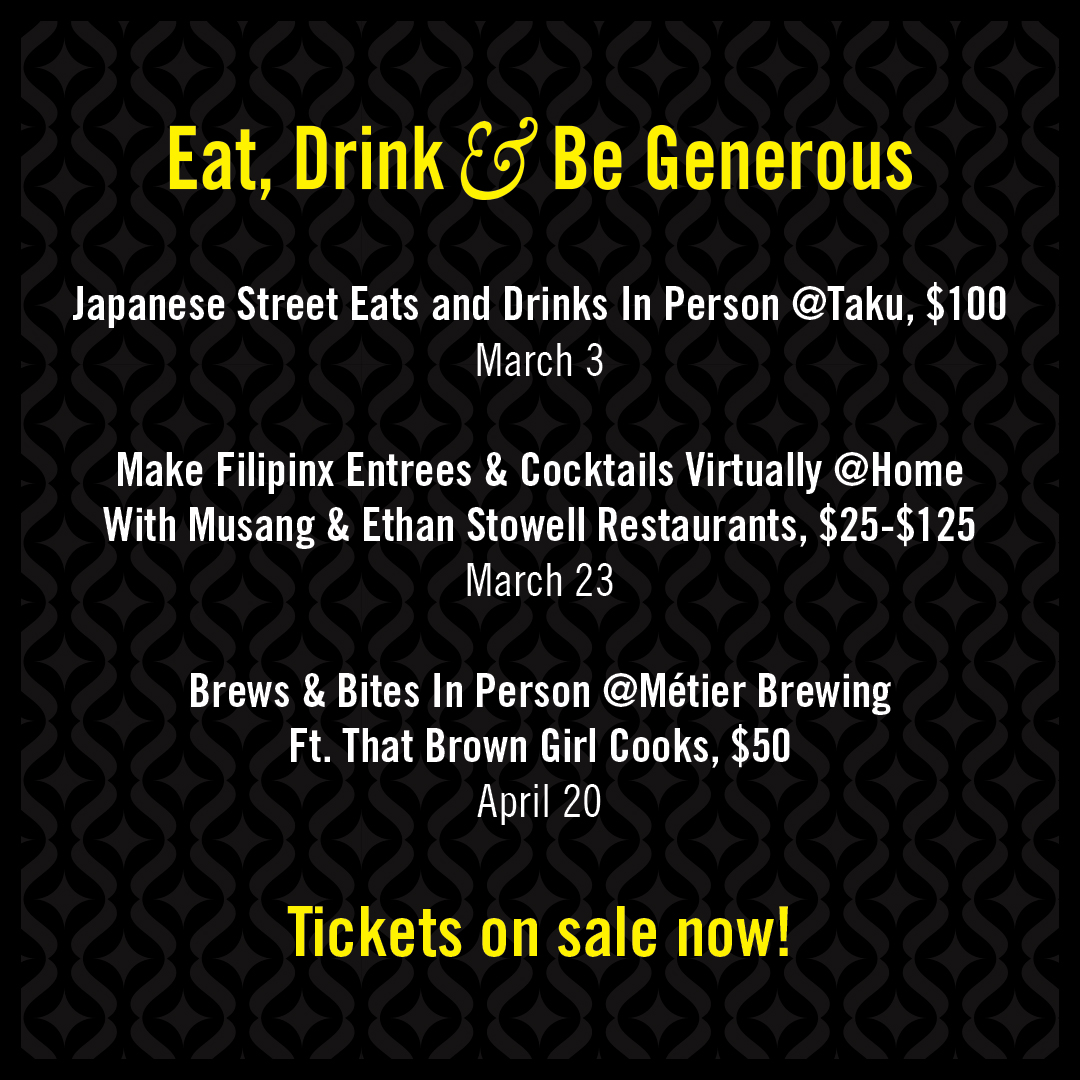 Eat, Drink & Be Generous
Japanese Street Eats and Drinks In Person @Taku, $100
March 3
Make Filipinx Entrees & Cocktails Virtually @Home
With Musang & Ethan Stowell Restaurants, $25-$125
March 23
Brews & Bites In Person @Métier Brewing
Ft. That Brown Girl Cooks, $50
April 20
Tickets on sale now!